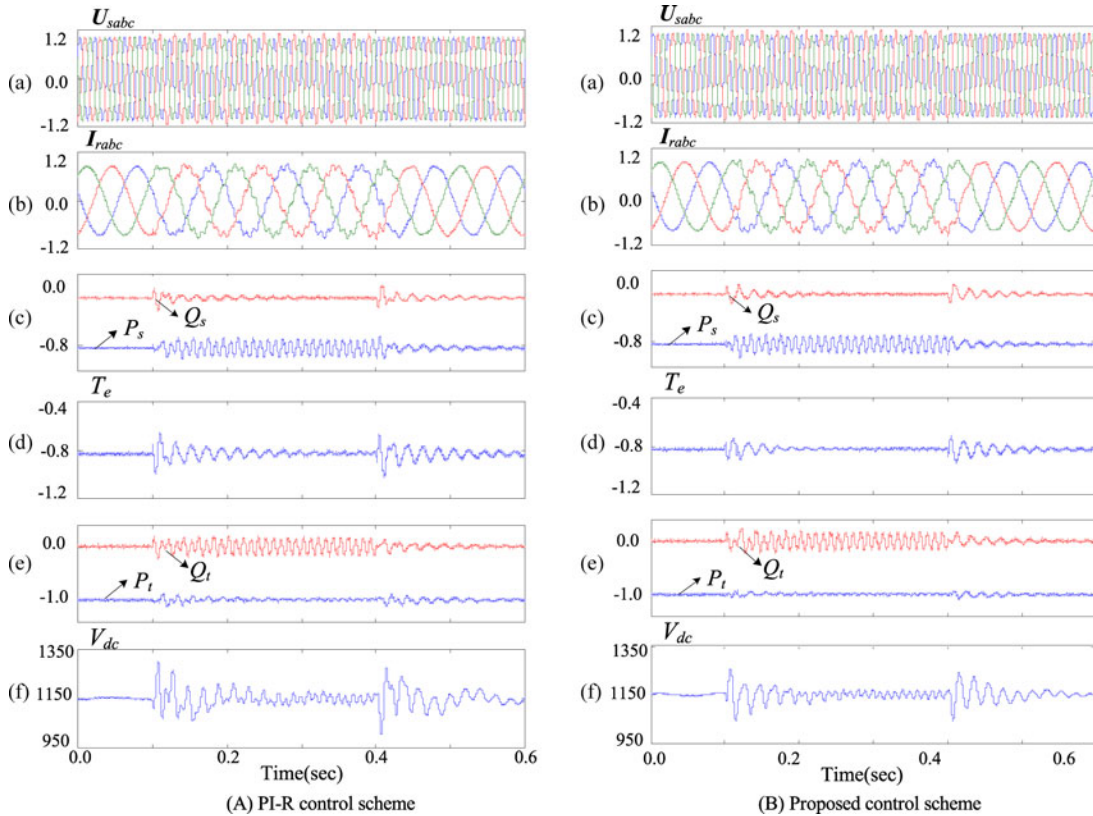 U_sabc
1.2
(a) 0.0
-1.2
I_rabc
1.2
(b) 0.0
-1.2
0.0
(c) Q_s
P_s
-0.8
T_e
-0.4
(d) -0.8
-1.2
0.0
(e) Q_t
P_t
-1.0
V_dc
1350
(f) 1150
950
0.0 0.2 0.4 0.6
Time(sec)
(A) PI-R control scheme
U_sabc
1.2
(a) 0.0
-1.2
I_rabc
1.2
(b) 0.0
-1.2
0.0
(c) Q_s
P_s
-0.8
T_e
-0.4
(d) -0.8
-1.2
0.0
(e) Q_t
P_t
-1.0
V_dc
1350
(f) 1150
950
0.0 0.2 0.4 0.6
Time(sec)
(B) Proposed control scheme